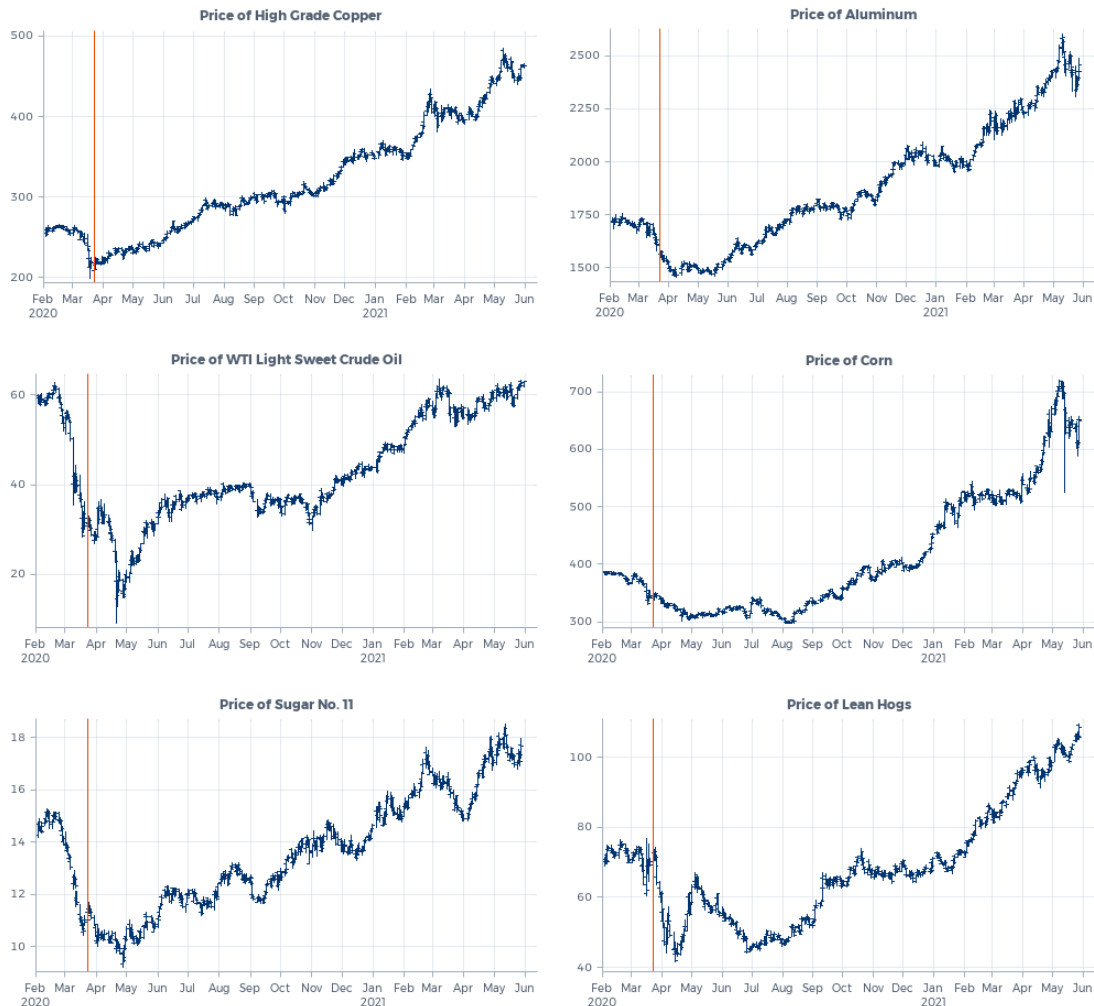 Price of High Grade Copper
500
400
300
200
Feb Mar Apr May Jun Jul Aug Sep Oct Nov Dec Jan Feb Mar Apr May Jun
2020 2021
Price of Aluminum
2500
2250
2000
1750
1500
Feb Mar Apr May Jun Jul Aug Sep Oct Nov Dec Jan Feb Mar Apr May Jun
2020 2021
Price of WTI Light Sweet Crude Oil
60
40
20
Feb Mar Apr May Jun Jul Aug Sep Oct Nov Dec Jan Feb Mar Apr May Jun
2020 2021
Price of Corn
700
600
500
400
300
Feb Mar Apr May Jun Jul Aug Sep Oct Nov Dec Jan Feb Mar Apr May Jun
2020 2021
Price of Sugar No. 11
18
16
14
12
10
Feb Mar Apr May Jun Jul Aug Sep Oct Nov Dec Jan Feb Mar Apr May Jun
2020 2021
Price of Lean Hogs
100
80
60
40
Feb Mar Apr May Jun Jul Aug Sep Oct Nov Dec Jan Feb Mar Apr May Jun
2020 2021